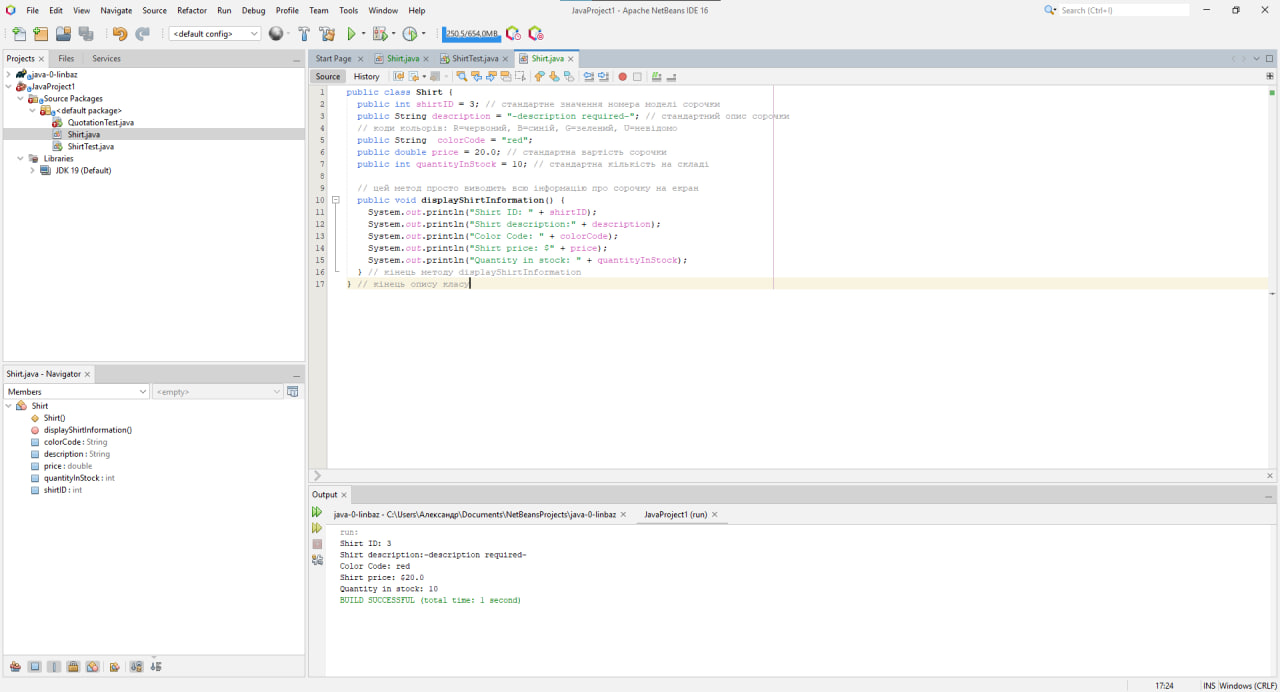 File Edit View Navigate Source Refactor Run Debug Profile Team Tools Window Help
JavaProject1 - Apache NetBeans IDE 16
Search (Ctrl+I)
<default config>
250.5/654.0MB
Projects Files Services
java-0-linbaz
JavaProject1
Source Packages
<default package>
QuotationTest.java
Shirt.java
ShirtTest.java
Libraries
JDK 19 (Default)
Start Page Shirt.java ShirtTest.java Shirt.java
Source History
1 public class Shirt {
2 public int shirtID = 3; // стандартне значення номера моделі сорочки
3 public String description = "-description required-"; // стандартний опис сорочки
4 // коди кольорів: R=червоний, B=синій, G=зелений, U=невідомо
5 public String colorCode = "red";
6 public double price = 20.0; // стандартна вартість сорочки
7 public int quantityInStock = 10; // стандартна кількість на складі
8
9 // цей метод просто виводить всю інформацію про сорочку на екран
10 public void displayShirtInformation() {
11 System.out.println("Shirt ID: " + shirtID);
12 System.out.println("Shirt description:" + description);
13 System.out.println("Color Code: " + colorCode);
14 System.out.println("Shirt price: $" + price);
15 System.out.println("Quantity in stock: " + quantityInStock);
16 } // кінець методу displayShirtInformation
17 } // кінець опису класу
Shirt.java - Navigator
Members <empty>
Shirt
Shirt()
displayShirtInformation()
colorCode : String
description : String
price : double
quantityInStock : int
shirtID : int
Output
java-0-linbaz - C:\Users\Александр\Documents\NetBeansProjects\java-0-linbaz JavaProject1 (run)
run:
Shirt ID: 3
Shirt description:-description required-
Color Code: red
Shirt price: $20.0
Quantity in stock: 10
BUILD SUCCESSFUL (total time: 1 second)
17:24 INS Windows (CRLF)